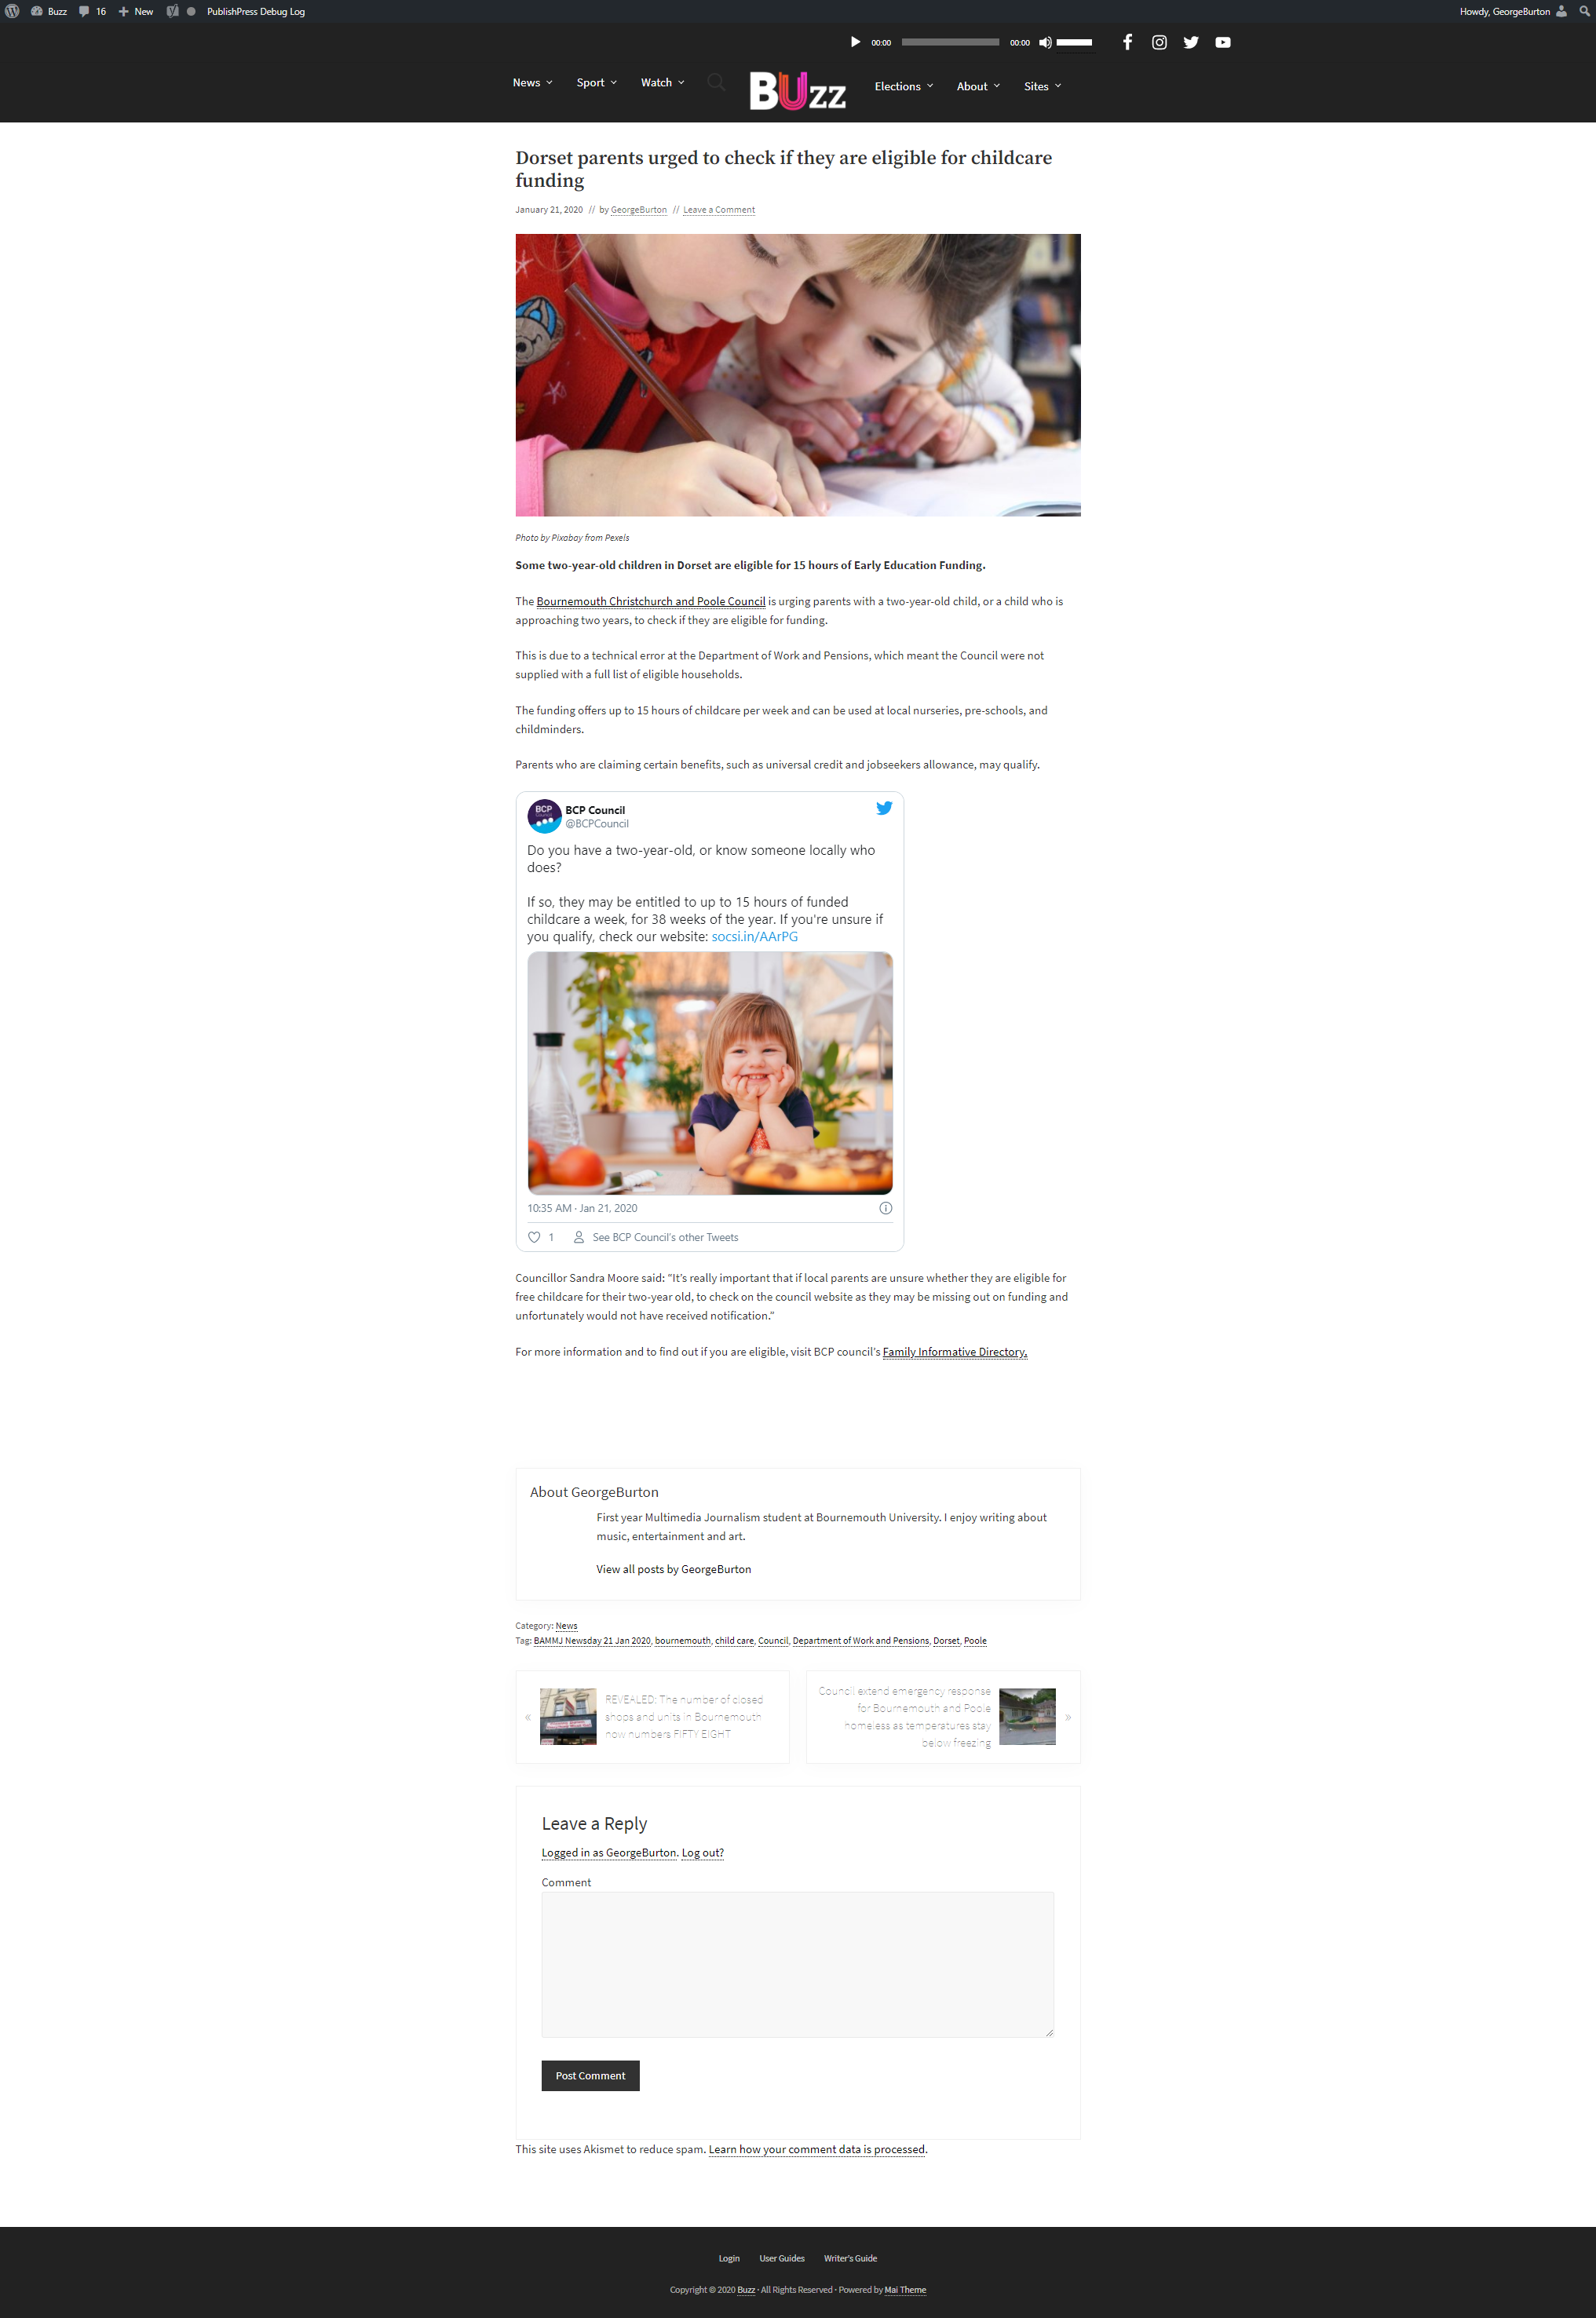 Buzz 16 New PublishPress Debug Log Howdy, GeorgeBurton
00:00 00:00
News Sport Watch BUzz Elections About Sites
Dorset parents urged to check if they are eligible for childcare
funding
January 21, 2020 // by GeorgeBurton // Leave a Comment
Photo by Pixabay from Pexels
Some two-year-old children in Dorset are eligible for 15 hours of Early Education Funding.
The Bournemouth Christchurch and Poole Council is urging parents with a two-year-old child, or a child who is
approaching two years, to check if they are eligible for funding.
This is due to a technical error at the Department of Work and Pensions, which meant the Council were not
supplied with a full list of eligible households.
The funding offers up to 15 hours of childcare per week and can be used at local nurseries, pre-schools, and
childminders.
Parents who are claiming certain benefits, such as universal credit and jobseekers allowance, may qualify.
BCP
Council
BCP Council
@BCPCouncil
Do you have a two-year-old, or know someone locally who
does?
If so, they may be entitled to up to 15 hours of funded
childcare a week, for 38 weeks of the year. If you're unsure if
you qualify, check our website: socsi.in/AArPG
10:35 AM · Jan 21, 2020
1 See BCP Council's other Tweets
Councillor Sandra Moore said: "It's really important that if local parents are unsure whether they are eligible for
free childcare for their two-year old, to check on the council website as they may be missing out on funding and
unfortunately would not have received notification."
For more information and to find out if you are eligible, visit BCP council's Family Informative Directory.
About GeorgeBurton
First year Multimedia Journalism student at Bournemouth University. I enjoy writing about
music, entertainment and art.
View all posts by GeorgeBurton
Category: News
Tag: BAMMJ Newsday 21 Jan 2020, bournemouth, child care, Council, Department of Work and Pensions, Dorset, Poole
« REVEALED: The number of closed
shops and units in Bournemouth
now numbers FIFTY EIGHT
Council extend emergency response
for Bournemouth and Poole
homeless as temperatures stay
below freezing »
Leave a Reply
Logged in as GeorgeBurton. Log out?
Comment
Post Comment
This site uses Akismet to reduce spam. Learn how your comment data is processed.
Login User Guides Writer's Guide
Copyright © 2020 Buzz · All Rights Reserved · Powered by Mai Theme